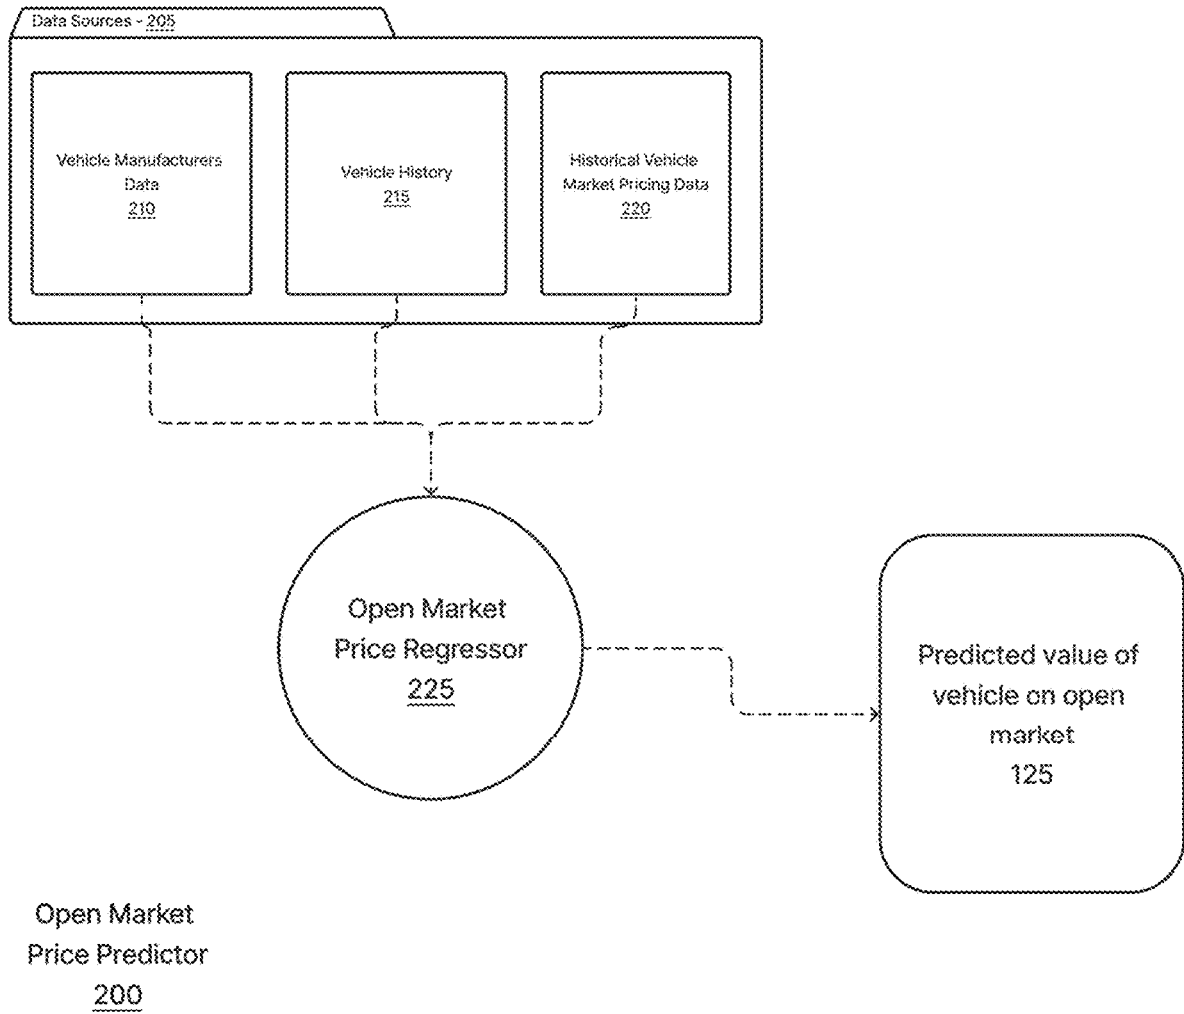 Data Sources - 205
Vehicle Manufacturers
Data
210
Vehicle History
215
Historical Vehicle
Market Pricing Data
220
Open Market
Price Regressor
225
Predicted value of
vehicle on open
market
125
Open Market
Price Predictor
200